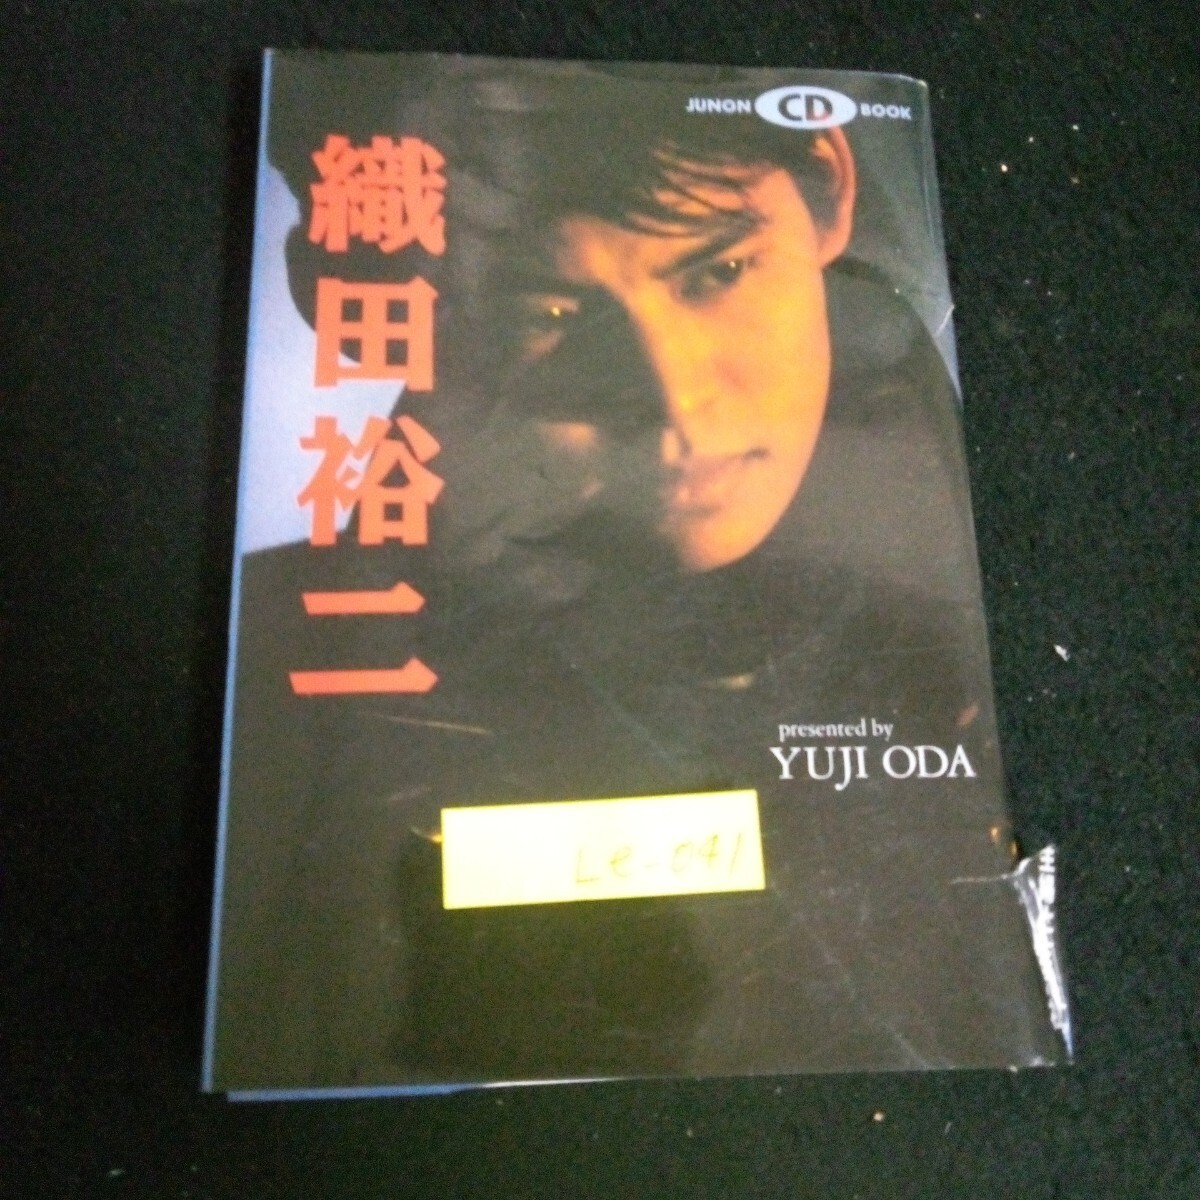 JUNON CD BOOK
織田裕二
presented by
YUJI ODA
Le-041